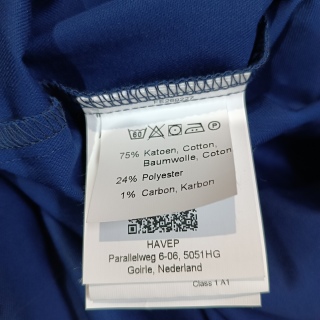 60
P
75% Katoen, Cotton,
Baumwolle, Coton
24% Polyester
1% Carbon, Karbon
HAVEP
Parallelweg 6-06, 5051HG
Goirle, Nederland
Class 1 A1